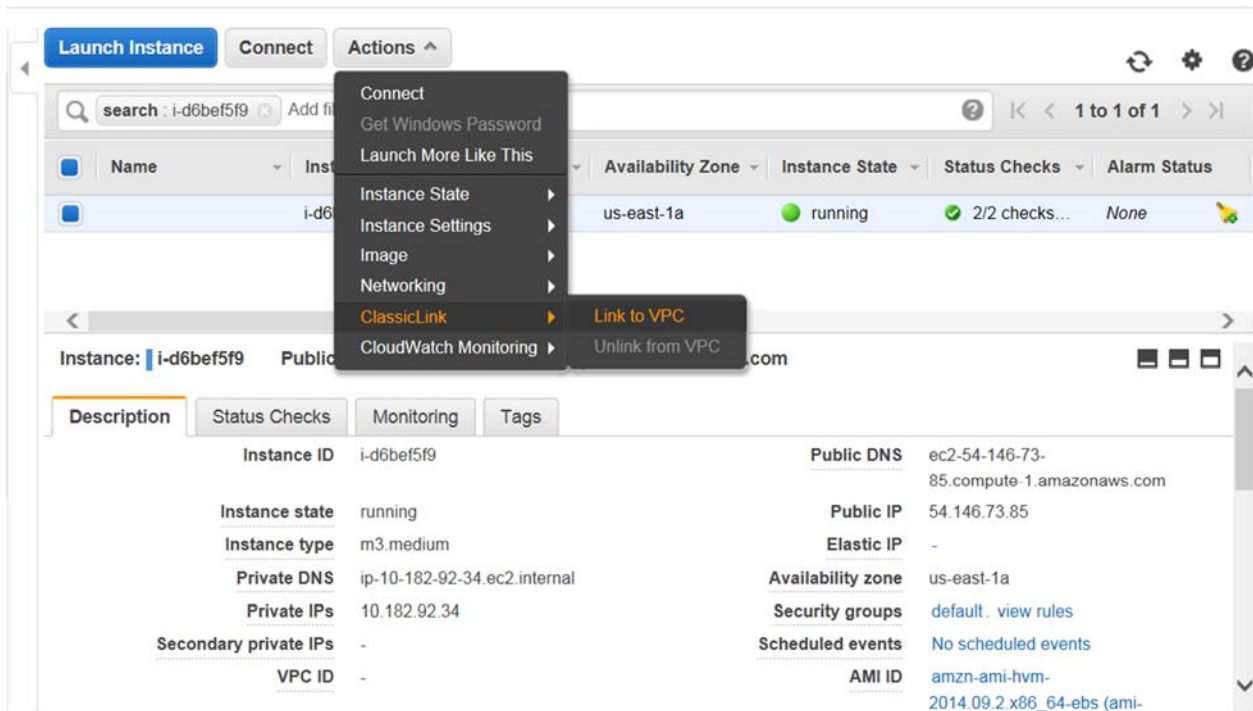 Launch Instance Connect Actions
search : i-d6bef5f9 Add fil 1 to 1 of 1
Connect
Get Windows Password
Launch More Like This
Instance State
Instance Settings
Image
Networking
ClassicLink
CloudWatch Monitoring
Link to VPC
Unlink from VPC
Name Inst Availability Zone Instance State Status Checks Alarm Status
i-d6 us-east-1a running 2/2 checks... None
Instance: i-d6bef5f9 Public .com
Description Status Checks Monitoring Tags
Instance ID i-d6bef5f9
Instance state running
Instance type m3.medium
Private DNS ip-10-182-92-34.ec2.internal
Private IPs 10.182.92.34
Secondary private IPs -
VPC ID -
Public DNS ec2-54-146-73-
85.compute-1.amazonaws.com
Public IP 54.146.73.85
Elastic IP -
Availability zone us-east-1a
Security groups default. view rules
Scheduled events No scheduled events
AMI ID amzn-ami-hvm-
2014.09.2.x86_64-ebs (ami-